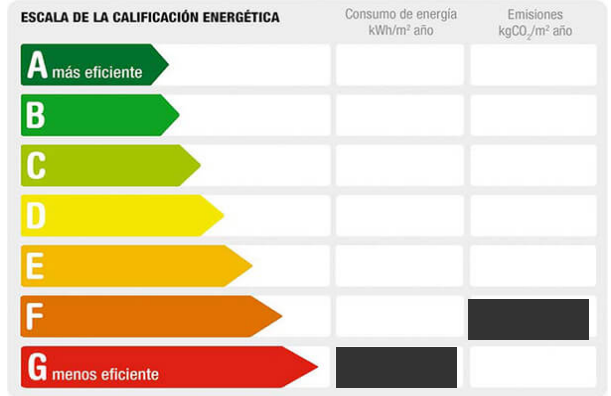 ESCALA DE LA CALIFICACIÓN ENERGÉTICA
Consumo de energía
kWh/m² año
Emisiones
kgCO₂/m² año
A más eficiente
B
C
D
E
F
G menos eficiente